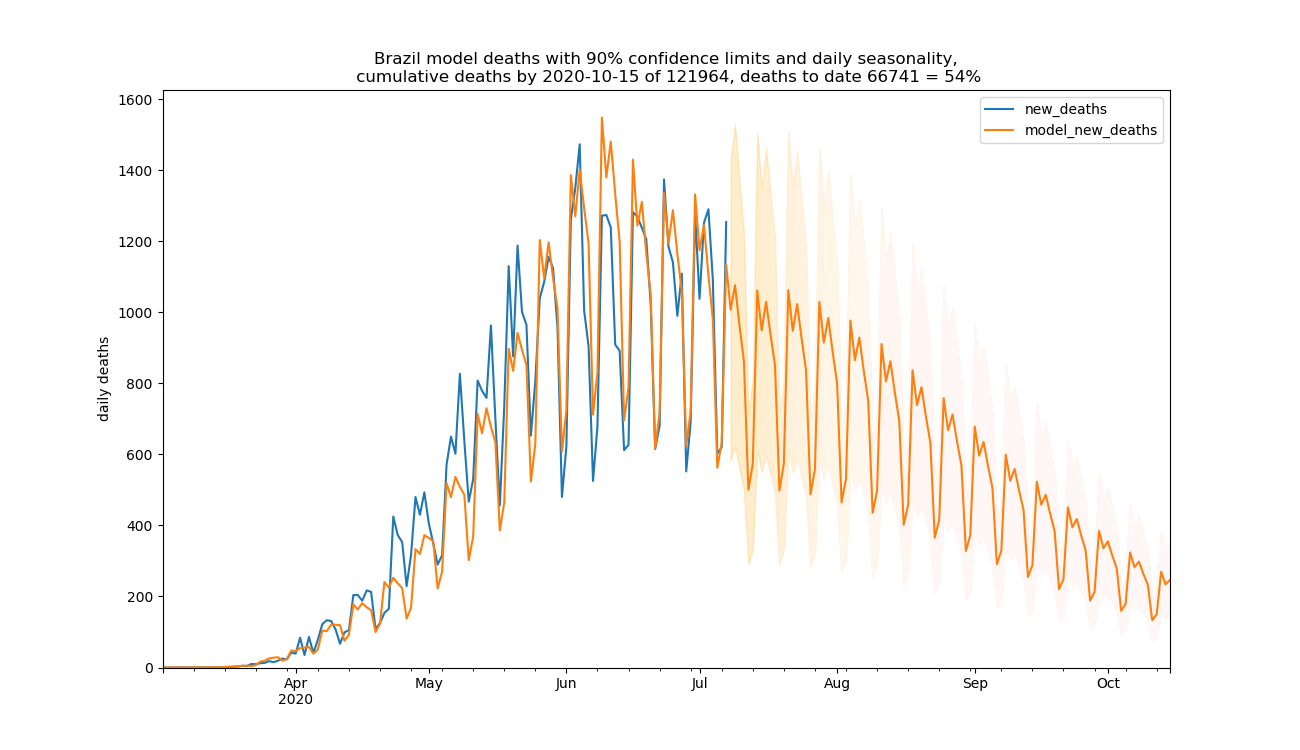 Brazil model deaths with 90% confidence limits and daily seasonality,
cumulative deaths by 2020-10-15 of 121964, deaths to date 66741 = 54%
new_deaths
model_new_deaths
daily deaths
1600
1400
1200
1000
800
600
400
200
0
Apr May Jun Jul Aug Sep Oct
2020